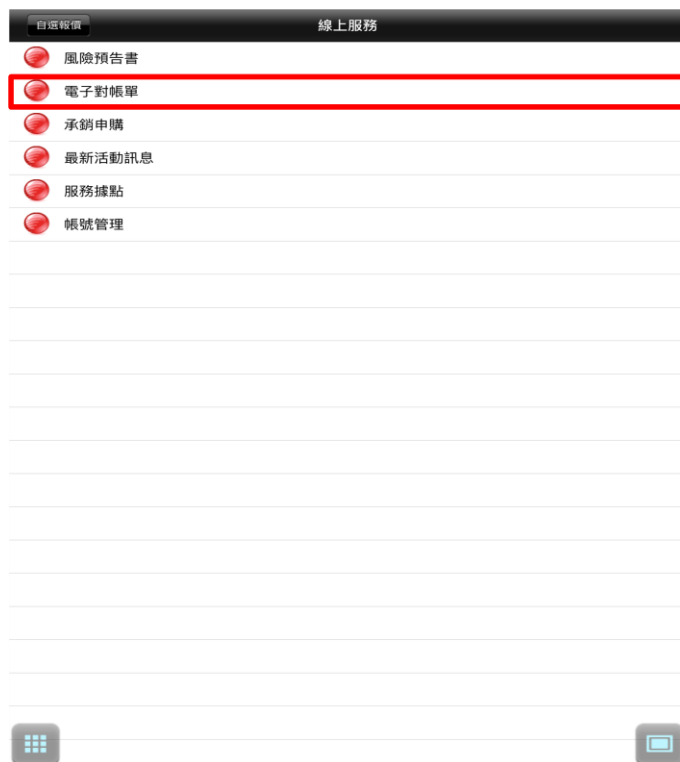 自選報價
線上服務
風險預告書
電子對帳單
承銷申購
最新活動訊息
服務據點
帳號管理